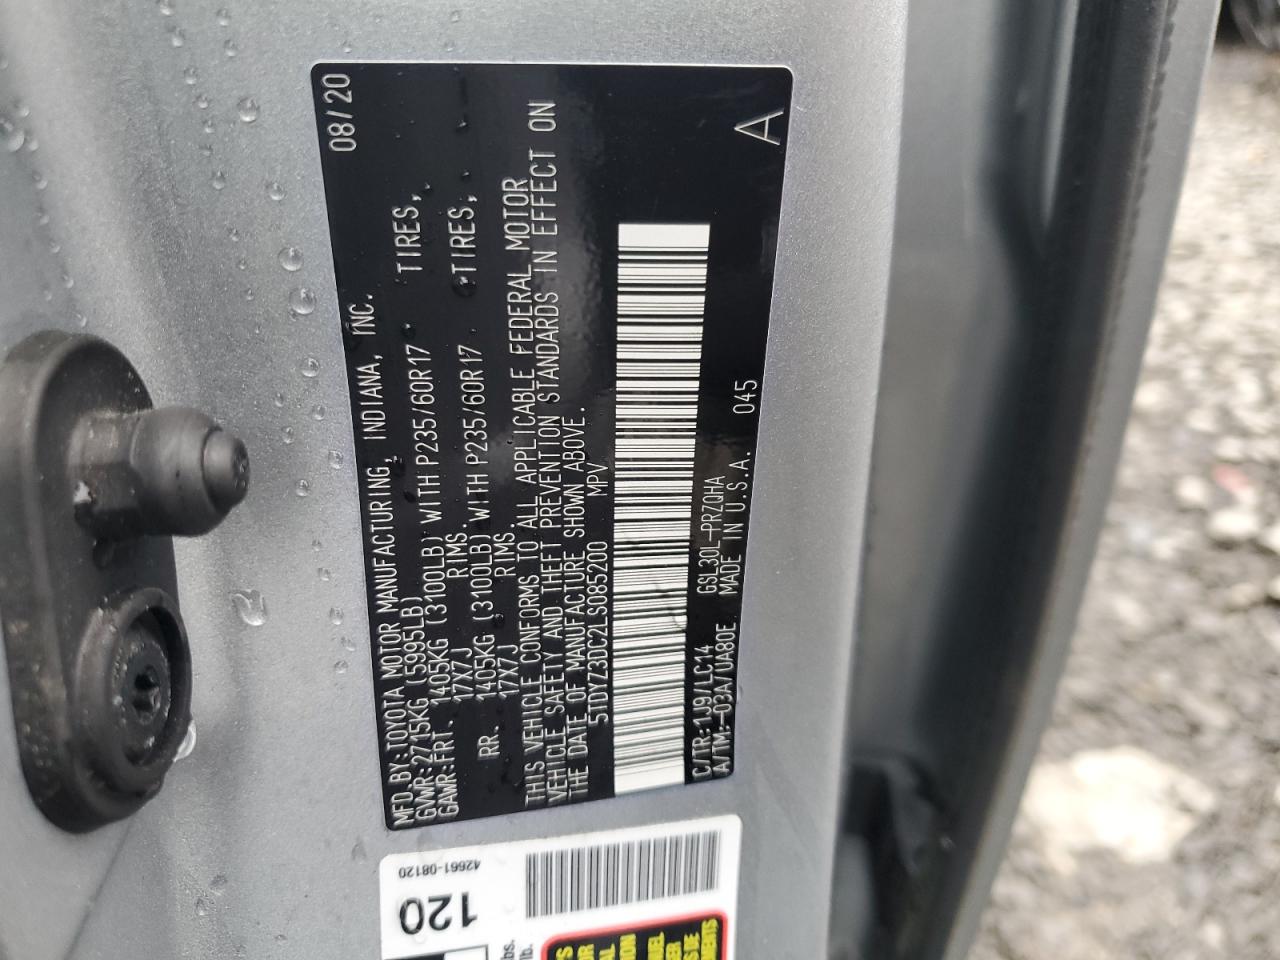 MFD.BY:TOYOTA MOTOR MANUFACTURING, INDIANA, INC. 08/20
GVWR:2715KG (5995LB)
GAWR:FRT. 1405KG (3100LB) WITH P235/60R17 TIRES,
17X7J RIMS.
RR. 1405KG (3100LB) WITH P235/60R17 TIRES,
17X7J RIMS.
THIS VEHICLE CONFORMS TO ALL APPLICABLE FEDERAL MOTOR
VEHICLE SAFETY AND THEFT PREVENTION STANDARDS IN EFFECT ON
THE DATE OF MANUFACTURE SHOWN ABOVE.
5TDYZ3DC2LS085200 MPV
C/TR:1J9/LC14 GSL30L-PRZQHA
A/TM:-03A/UA80E MADE IN U.S.A. 045
A
42661-08120
120